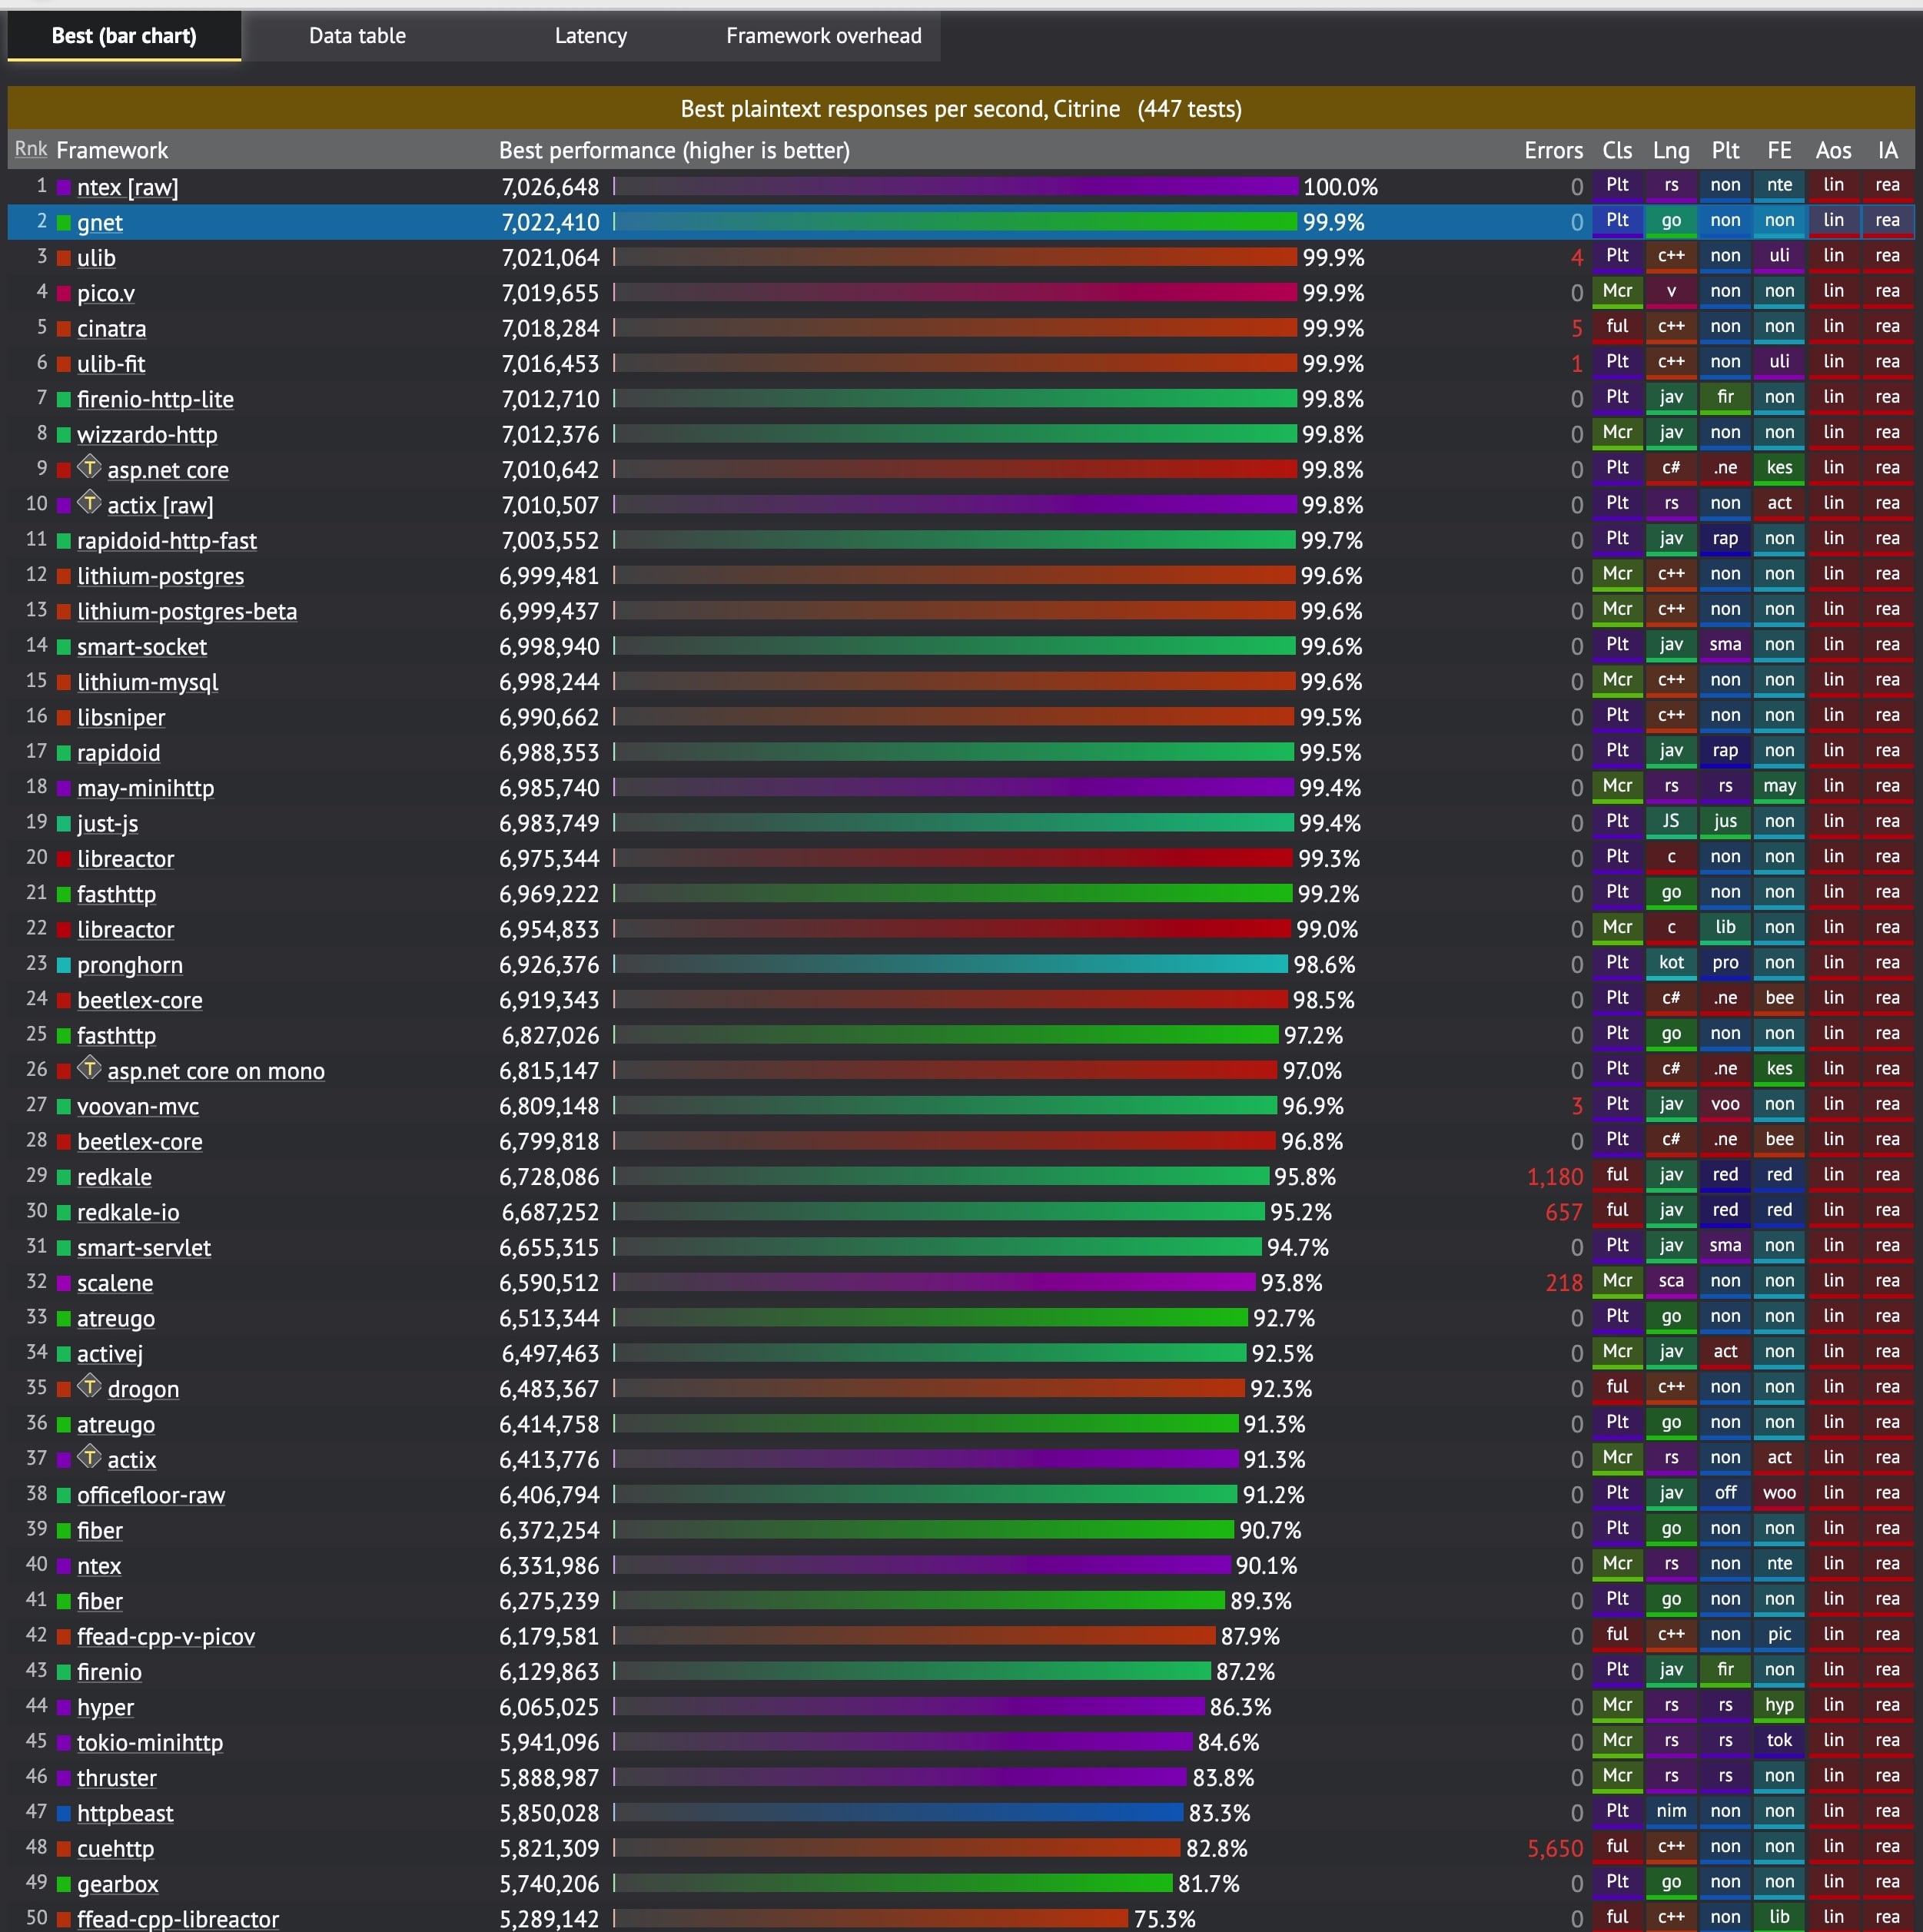 Best (bar chart) Data table Latency Framework overhead
Best plaintext responses per second, Citrine (447 tests)
Rnk Framework Best performance (higher is better) Errors Cls Lng Plt FE Aos IA
1 ntex [raw] 7,026,648 100.0% 0 Plt rs non nte lin rea
2 gnet 7,022,410 99.9% 0 Plt go non non lin rea
3 ulib 7,021,064 99.9% 4 Plt c++ non uli lin rea
4 pico.v 7,019,655 99.9% 0 Mcr v non non lin rea
5 cinatra 7,018,284 99.9% 5 ful c++ non non lin rea
6 ulib-fit 7,016,453 99.9% 1 Plt c++ non uli lin rea
7 firenio-http-lite 7,012,710 99.8% 0 Plt jav fir non lin rea
8 wizzardo-http 7,012,376 99.8% 0 Mcr jav non non lin rea
9 T asp.net core 7,010,642 99.8% 0 Plt c# .ne kes lin rea
10 T actix [raw] 7,010,507 99.8% 0 Plt rs non act lin rea
11 rapidoid-http-fast 7,003,552 99.7% 0 Plt jav rap non lin rea
12 lithium-postgres 6,999,481 99.6% 0 Mcr c++ non non lin rea
13 lithium-postgres-beta 6,999,437 99.6% 0 Mcr c++ non non lin rea
14 smart-socket 6,998,940 99.6% 0 Plt jav sma non lin rea
15 lithium-mysql 6,998,244 99.6% 0 Mcr c++ non non lin rea
16 libsniper 6,990,662 99.5% 0 Plt c++ non non lin rea
17 rapidoid 6,988,353 99.5% 0 Plt jav rap non lin rea
18 may-minihttp 6,985,740 99.4% 0 Mcr rs rs may lin rea
19 just-js 6,983,749 99.4% 0 Plt JS jus non lin rea
20 libreactor 6,975,344 99.3% 0 Plt c non non lin rea
21 fasthttp 6,969,222 99.2% 0 Plt go non non lin rea
22 libreactor 6,954,833 99.0% 0 Mcr c lib non lin rea
23 pronghorn 6,926,376 98.6% 0 Plt kot pro non lin rea
24 beetlex-core 6,919,343 98.5% 0 Plt c# .ne bee lin rea
25 fasthttp 6,827,026 97.2% 0 Plt go non non lin rea
26 T asp.net core on mono 6,815,147 97.0% 0 Plt c# .ne kes lin rea
27 voovan-mvc 6,809,148 96.9% 3 Plt jav voo non lin rea
28 beetlex-core 6,799,818 96.8% 0 Plt c# .ne bee lin rea
29 redkale 6,728,086 95.8% 1,180 ful jav red red lin rea
30 redkale-io 6,687,252 95.2% 657 ful jav red red lin rea
31 smart-servlet 6,655,315 94.7% 0 Plt jav sma non lin rea
32 scalene 6,590,512 93.8% 218 Mcr sca non non lin rea
33 atreugo 6,513,344 92.7% 0 Plt go non non lin rea
34 activej 6,497,463 92.5% 0 Mcr jav act non lin rea
35 T drogon 6,483,367 92.3% 0 ful c++ non non lin rea
36 atreugo 6,414,758 91.3% 0 Plt go non non lin rea
37 T actix 6,413,776 91.3% 0 Mcr rs non act lin rea
38 officefloor-raw 6,406,794 91.2% 0 Plt jav off woo lin rea
39 fiber 6,372,254 90.7% 0 Plt go non non lin rea
40 ntex 6,331,986 90.1% 0 Mcr rs non nte lin rea
41 fiber 6,275,239 89.3% 0 Plt go non non lin rea
42 ffead-cpp-v-picov 6,179,581 87.9% 0 ful c++ non pic lin rea
43 firenio 6,129,863 87.2% 0 Plt jav fir non lin rea
44 hyper 6,065,025 86.3% 0 Mcr rs rs hyp lin rea
45 tokio-minihttp 5,941,096 84.6% 0 Mcr rs rs tok lin rea
46 thruster 5,888,987 83.8% 0 Mcr rs rs non lin rea
47 httpbeast 5,850,028 83.3% 0 Plt nim non non lin rea
48 cuehttp 5,821,309 82.8% 5,650 ful c++ non non lin rea
49 gearbox 5,740,206 81.7% 0 Plt go non non lin rea
50 ffead-cpp-libreactor 5,289,142 75.3% 0 ful c++ non lib lin rea